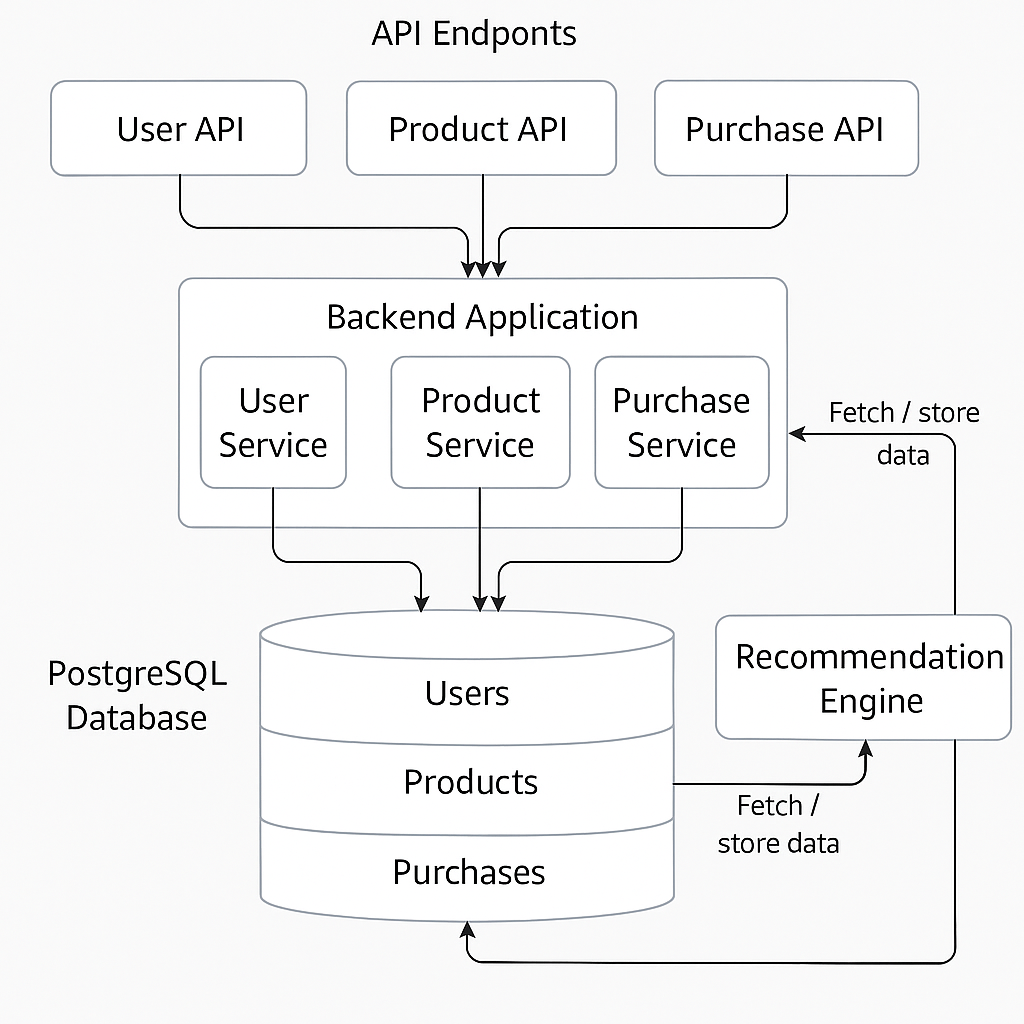 API Endponts
User API
Product API
Purchase API
Backend Application
User
Service
Product
Service
Purchase
Service
Fetch / store
data
PostgreSQL
Database
Users
Products
Purchases
Recommendation
Engine
Fetch /
store data